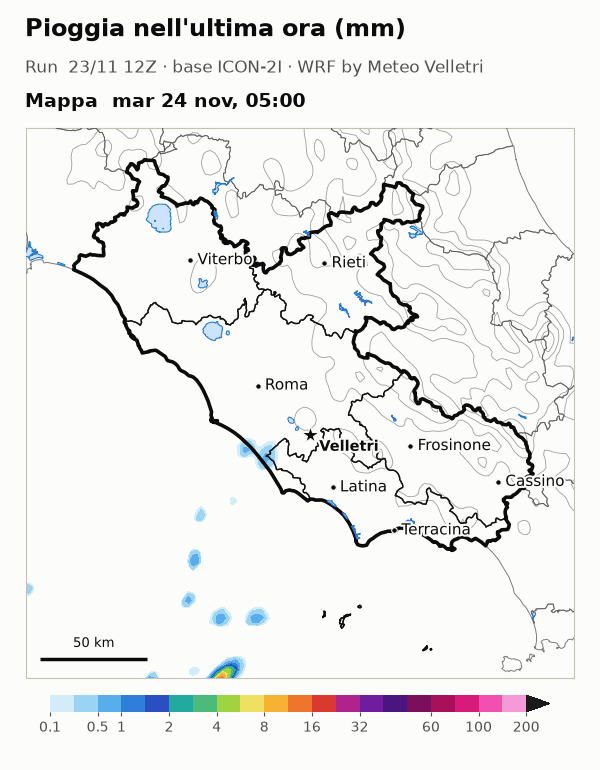 Pioggia nell'ultima ora (mm)
Run  23/11 12Z · base ICON-2I · WRF by Meteo Velletri
Mappa  mar 24 nov, 05:00
Viterbo
Rieti
Roma
Velletri
Frosinone
Cassino
Latina
Terracina
50 km
0.1 0.5 1 2 4 8 16 32 60 100 200